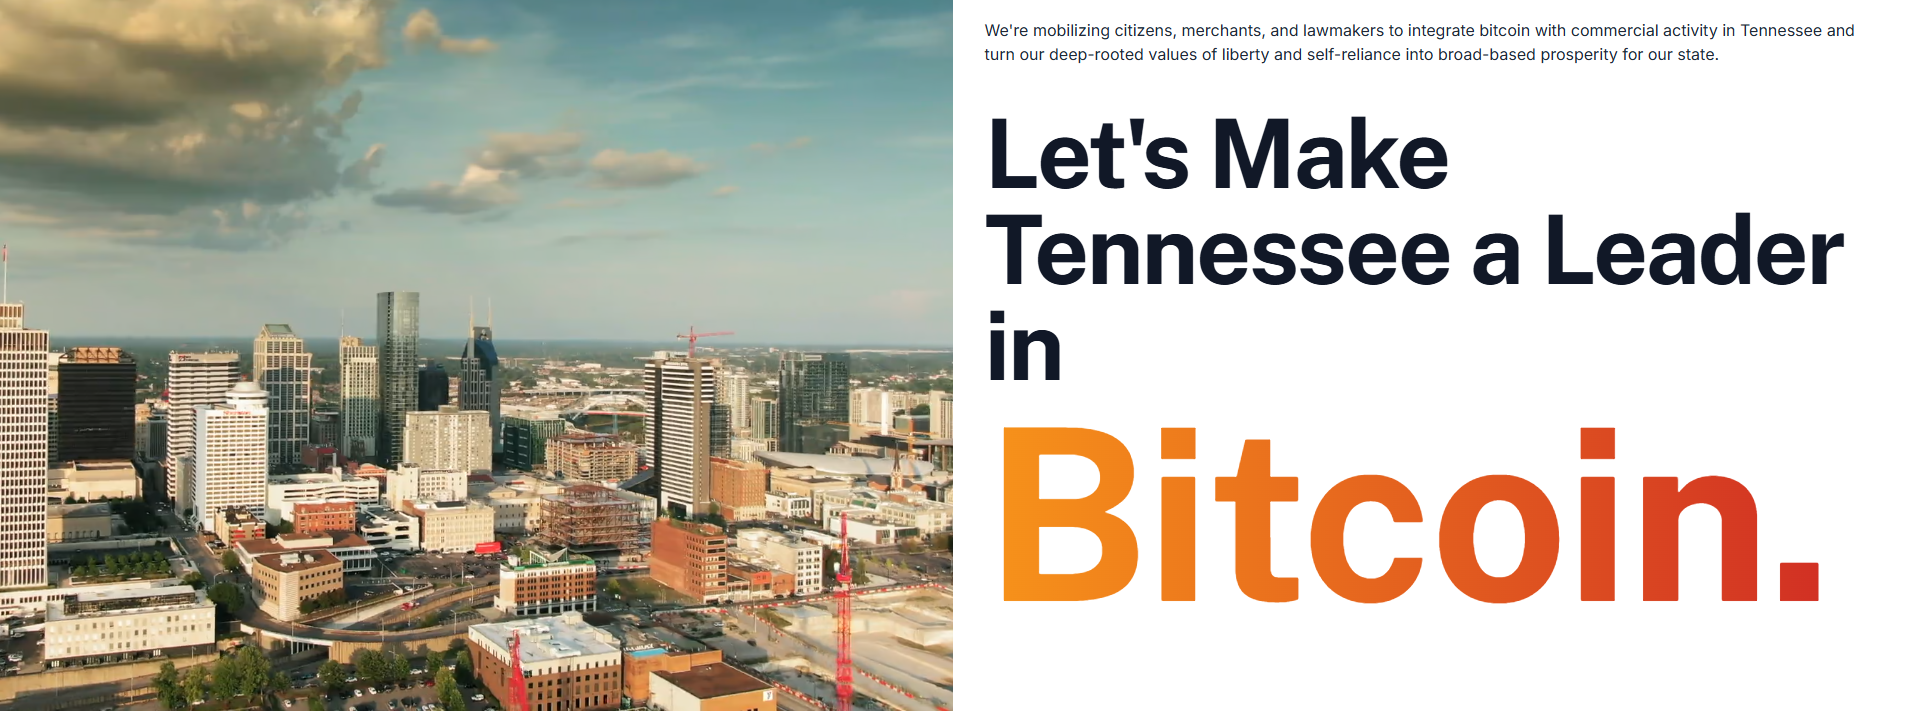 We're mobilizing citizens, merchants, and lawmakers to integrate bitcoin with commercial activity in Tennessee and
turn our deep-rooted values of liberty and self-reliance into broad-based prosperity for our state.
Let's Make
Tennessee a Leader
in
Bitcoin.